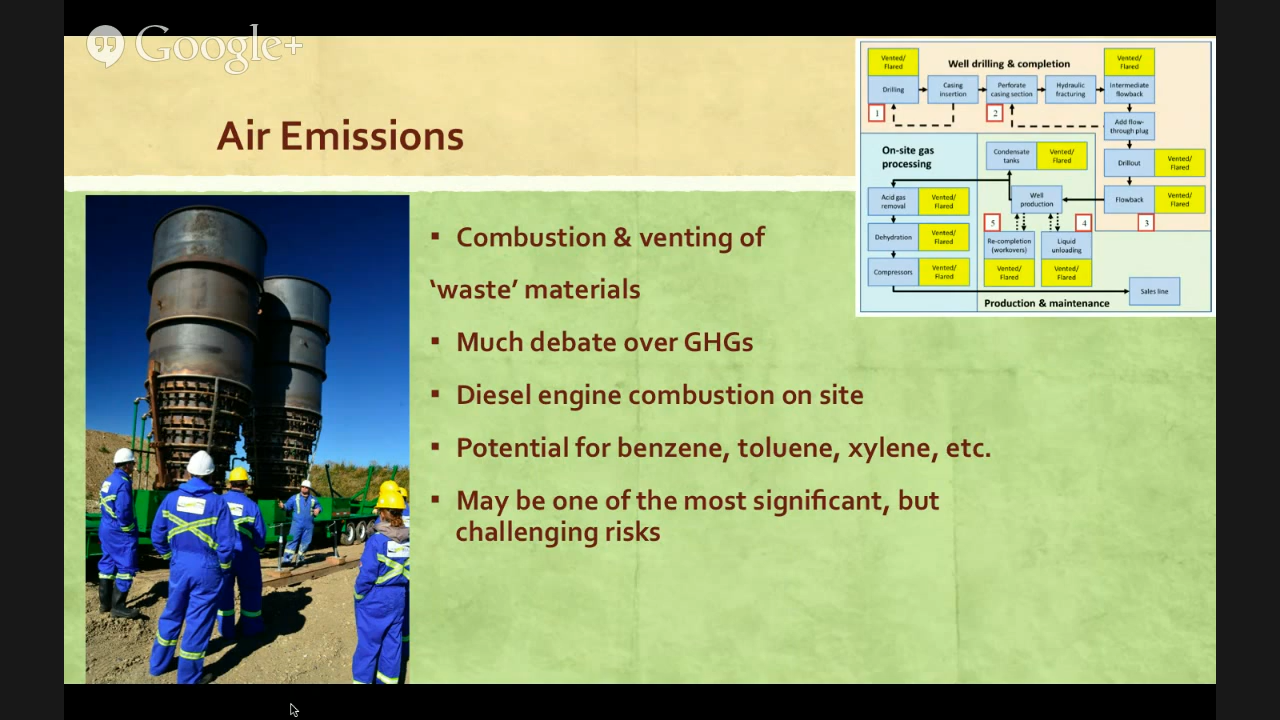 Google+
Air Emissions
▪ Combustion & venting of
‘waste’ materials
▪ Much debate over GHGs
▪ Diesel engine combustion on site
▪ Potential for benzene, toluene, xylene, etc.
▪ May be one of the most significant, but
challenging risks
Well drilling & completion
Vented/
Flared
Drilling
1
Casing
insertion
Perforate
casing section
2
Hydraulic
fracturing
Vented/
Flared
Intermediate
flowback
Add flow-
through plug
Drillout
Vented/
Flared
Flowback
Vented/
Flared
3
On-site gas
processing
Acid gas
removal
Vented/
Flared
Dehydration
Vented/
Flared
Compressors
Vented/
Flared
Condensate
tanks
Vented/
Flared
Well
production
5
4
Re-completion
(workovers)
Vented/
Flared
Liquid
unloading
Vented/
Flared
Sales line
Production & maintenance